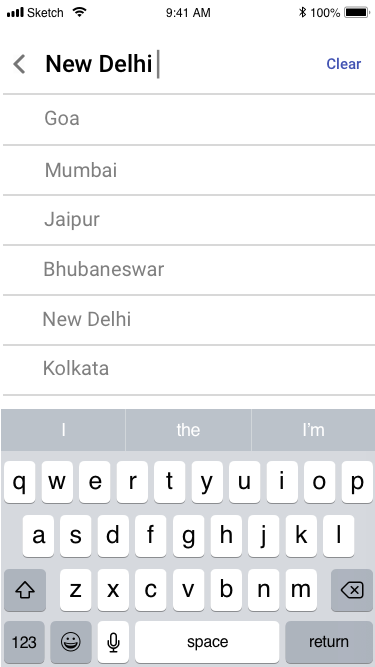 Sketch 9:41 AM 100%
New Delhi Clear
Goa
Mumbai
Jaipur
Bhubaneswar
New Delhi
Kolkata
I the I'm
q w e r t y u i o p
a s d f g h j k l
z x c v b n m
123 space return